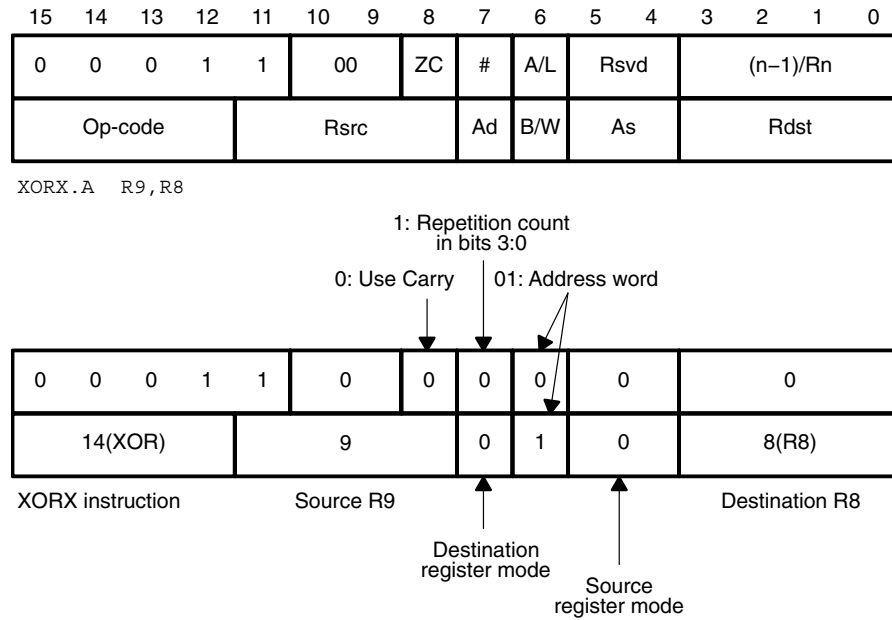 15 14 13 12 11 10 9 8 7 6 5 4 3 2 1 0
0 0 0 1 1 00 ZC # A/L Rsvd (n−1)/Rn
Op-code Rsrc Ad B/W As Rdst
XORX.A R9,R8
1: Repetition count
in bits 3:0
0: Use Carry 01: Address word
0 0 0 1 1 0 0 0 0 0 0
14(XOR) 9 0 1 0 8(R8)
XORX instruction Source R9 Destination R8
Destination
register mode
Source
register mode